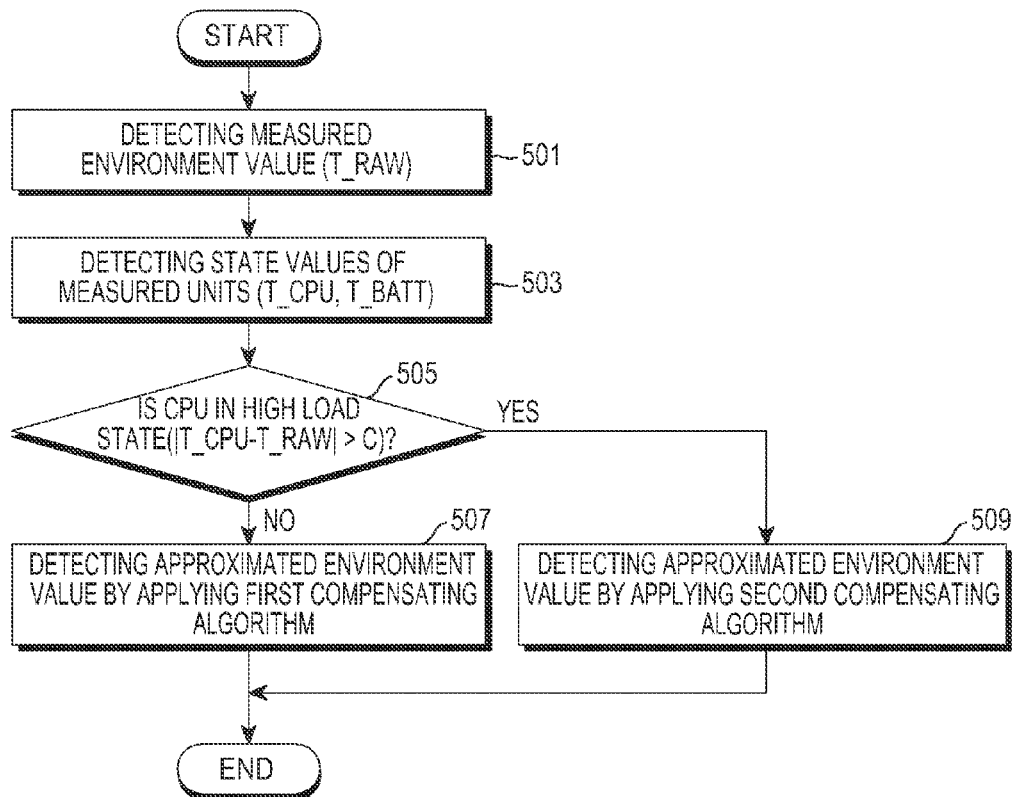 START
DETECTING MEASURED
ENVIRONMENT VALUE (T_RAW)
501
DETECTING STATE VALUES OF
MEASURED UNITS (T_CPU, T_BATT)
503
505
IS CPU IN HIGH LOAD
STATE(|T_CPU-T_RAW| > C)?
YES
NO
507
DETECTING APPROXIMATED ENVIRONMENT
VALUE BY APPLYING FIRST COMPENSATING
ALGORITHM
509
DETECTING APPROXIMATED ENVIRONMENT
VALUE BY APPLYING SECOND COMPENSATING
ALGORITHM
END